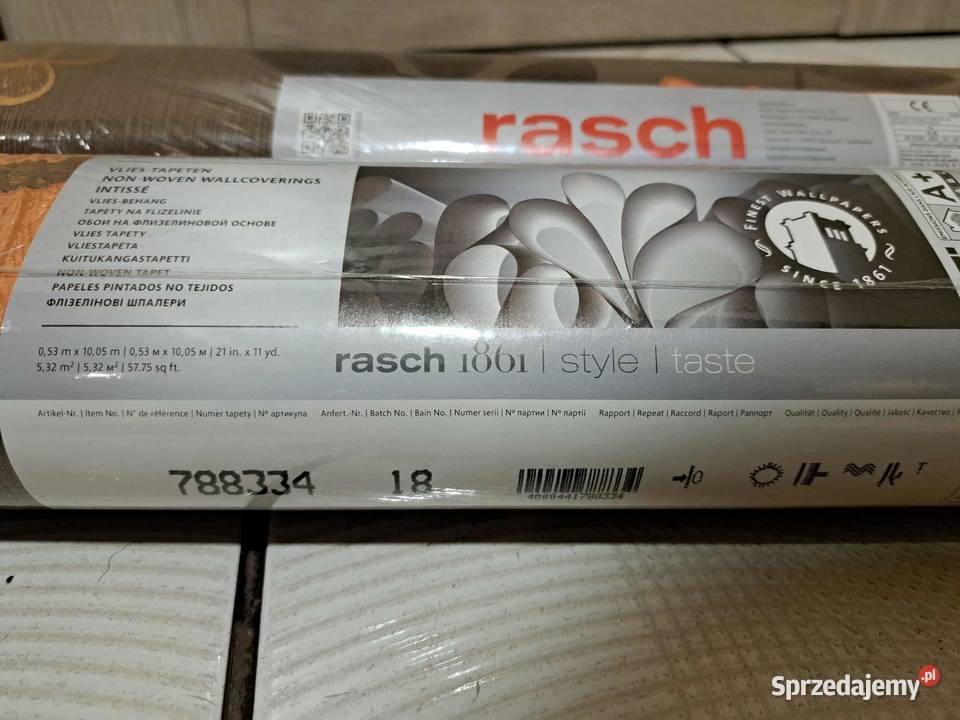 rasch
CE
VLIES-TAPETEN
NON-WOVEN WALLCOVERINGS
INTISSÉ
VLIES-BEHANG
TAPETY NA FLIZELINIE
ОБОИ НА ФЛИЗЕЛИНОВОЙ ОСНОВЕ
VLIES TAPETY
VLIESTAPÉTA
KUITUKANGASTAPETTI
NON-WOVEN TAPET
PAPELES PINTADOS NO TEJIDOS
ФЛІЗЕЛІНОВІ ШПАЛЕРИ
FINEST WALLPAPERS
SINCE 1861
A+
0,53 m x 10,05 m | 0,53 м x 10,05 м | 21 in. x 11 yd.
5,32 m² | 5,32 м² | 57.75 sq ft.
rasch 1861 | style | taste
Artikel-Nr. | Item No. | N° de référence | Numer tapety | № артикула Anfert.-Nr. | Batch No. | Bain No. | Numer serii | № партии | № партії Rapport | Repeat | Raccord | Raport | Раппорт Qualität | Quality | Qualité | Jakość | Качество |
788334 18
4000441788334
Sprzedajemy.pl